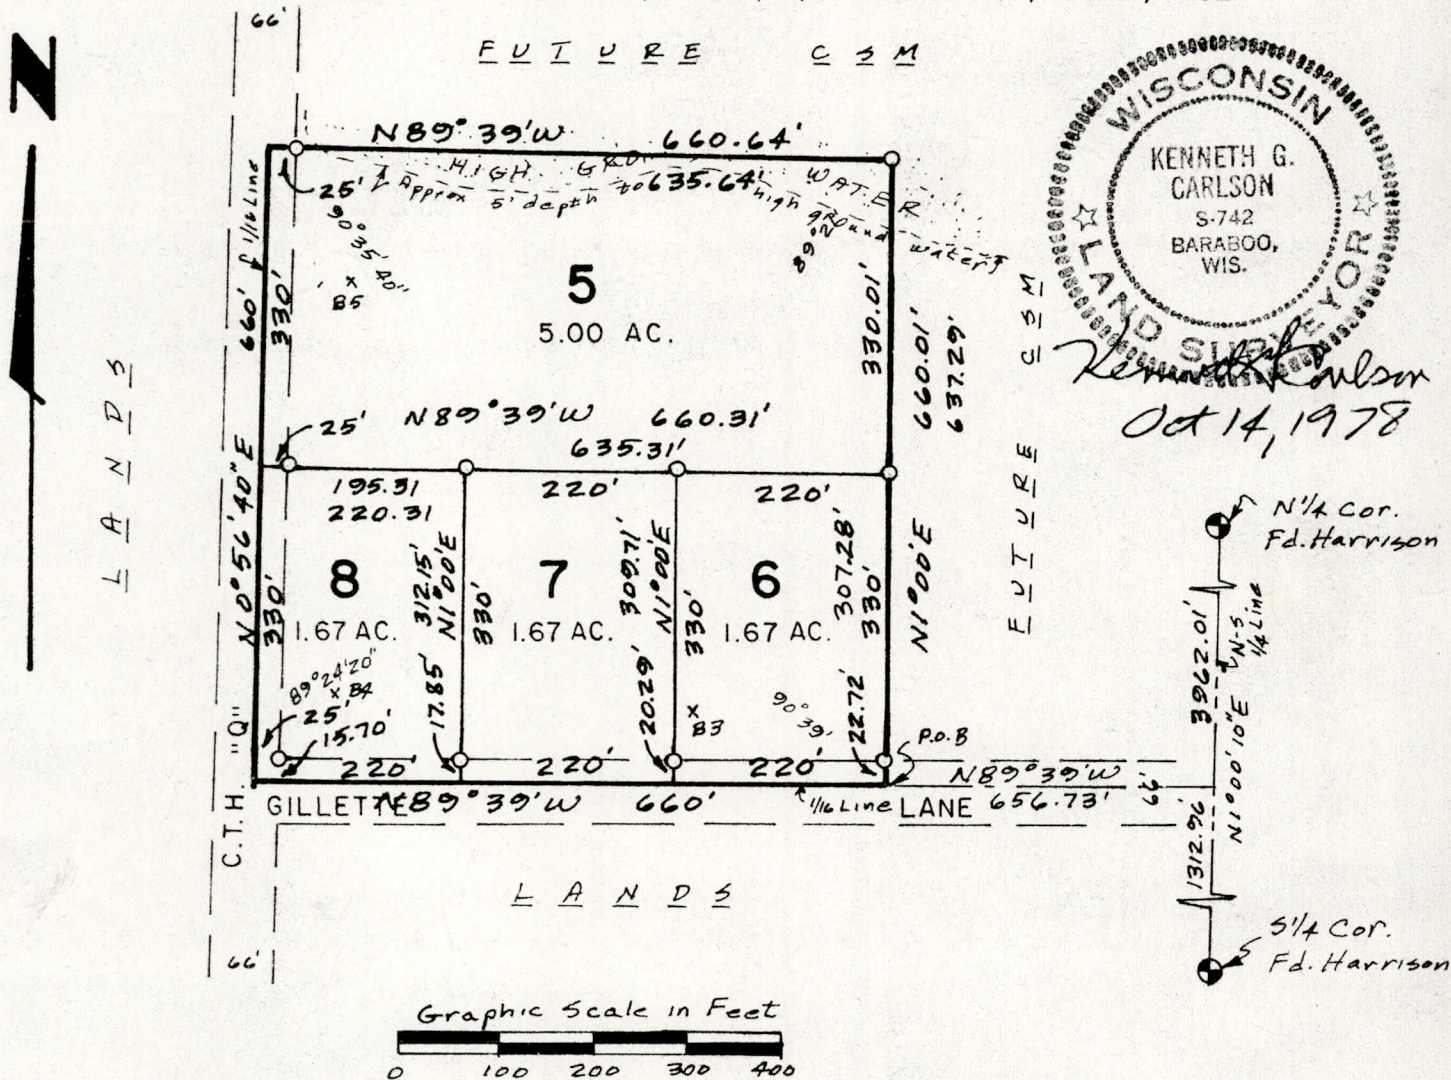 66'
N
FUTURE CSM
N89°39'W 660.64'
HIGH GRD. WATER
635.64'
Approx 5' depth to high ground water
25'
1/16 Line
90°35'40"
x
B5
89°
5
5.00 AC.
660'
330'
330.01'
660.01'
637.29'
FUTURE CSM
LANDS
25'
N89°39'W 660.31'
635.31'
195.31 220' 220'
220.31
N0°56'40"E
330'
8
1.67 AC.
312.15'
N1°00'E
330'
7
1.67 AC.
309.71'
N1°00'E
330'
6
1.67 AC.
307.28'
330'
N1°00'E
89°24'20"
x B4
25'
15.70'
17.85'
20.29'
x
B3
90°39'
22.72'
P.O.B
220' 220' 220'
N89°39'W
GILLETTE N89°39'W 660' 1/16 Line LANE 656.73'
66'
C.T.H. "Q"
LANDS
66'
WISCONSIN
KENNETH G.
CARLSON
S-742
BARABOO,
WIS.
LAND SURVEYOR
Kenneth G. Carlson
Oct 14, 1978
N1/4 Cor.
Fd. Harrison
3962.01'
N-S
1/4 Line
N1°00'10"E
1312.96'
S1/4 Cor.
Fd. Harrison
Graphic Scale in Feet
0 100 200 300 400